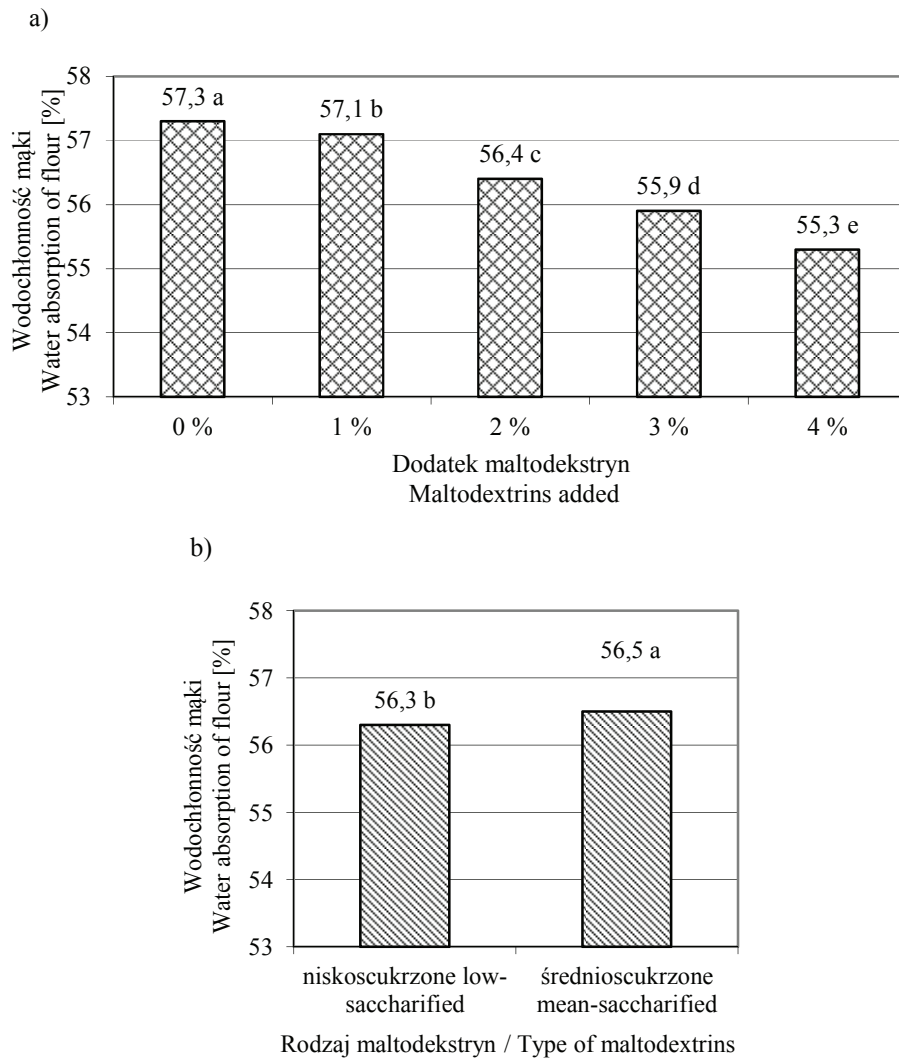 a)
Wodochłonność mąki
Water absorption of flour [%]
58
57
56
55
54
53
57,3 a
57,1 b
56,4 c
55,9 d
55,3 e
0 %
1 %
2 %
3 %
4 %
Dodatek maltodekstryn
Maltodextrins added
b)
Wodochłonność mąki
Water absorption of flour [%]
58
57
56
55
54
53
56,3 b
56,5 a
niskoscukrzone low-
saccharified
średnioscukrzone
mean-saccharified
Rodzaj maltodekstryn / Type of maltodextrins